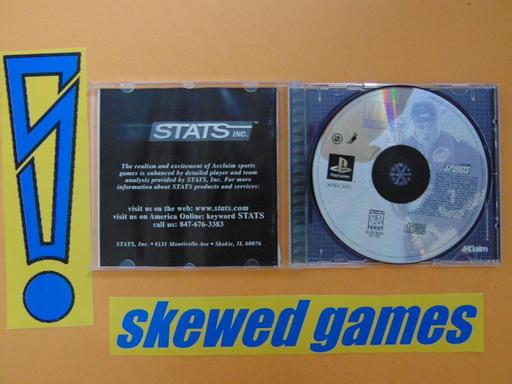 STATS INC.
The realism and excitement of Acclaim sports
games is enhanced by detailed player and team
analysis provided by STATS, Inc. For more
information about STATS products and services:
visit us on the web: www.stats.com
visit us on America Online: keyword STATS
call us: 847-676-3383
STATS, Inc. • 8131 Monticello Ave • Skokie, IL 60076
PlayStation
SPORTS
AKlaim
skewed games